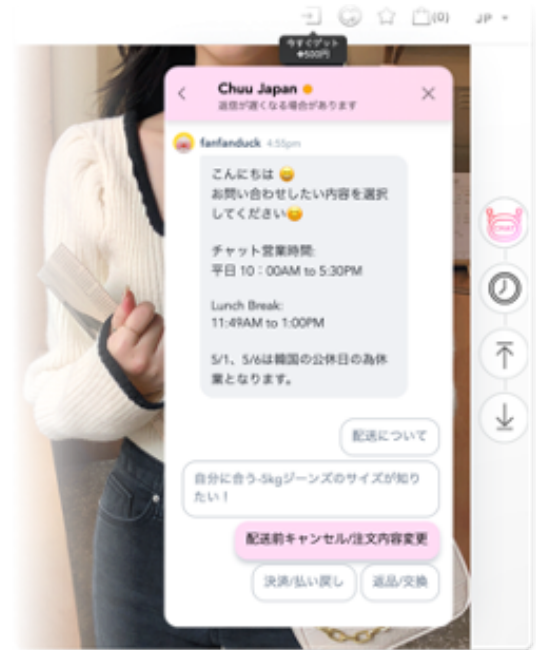 (0)
JP
今すぐゲット
+500円
Chuu Japan
返信が遅くなる場合があります
fanfanduck 4:55pm
こんにちは
お問い合わせしたい内容を選択
してください
チャット営業時間:
平日 10：00AM to 5:30PM
Lunch Break:
11:49AM to 1:00PM
5/1、5/6は韓国の公休日の為休
業となります。
CHAT
配送について
自分に合う-5kgジーンズのサイズが知り
たい！
配送前キャンセル/注文内容変更
決済/払い戻し
返品/交換